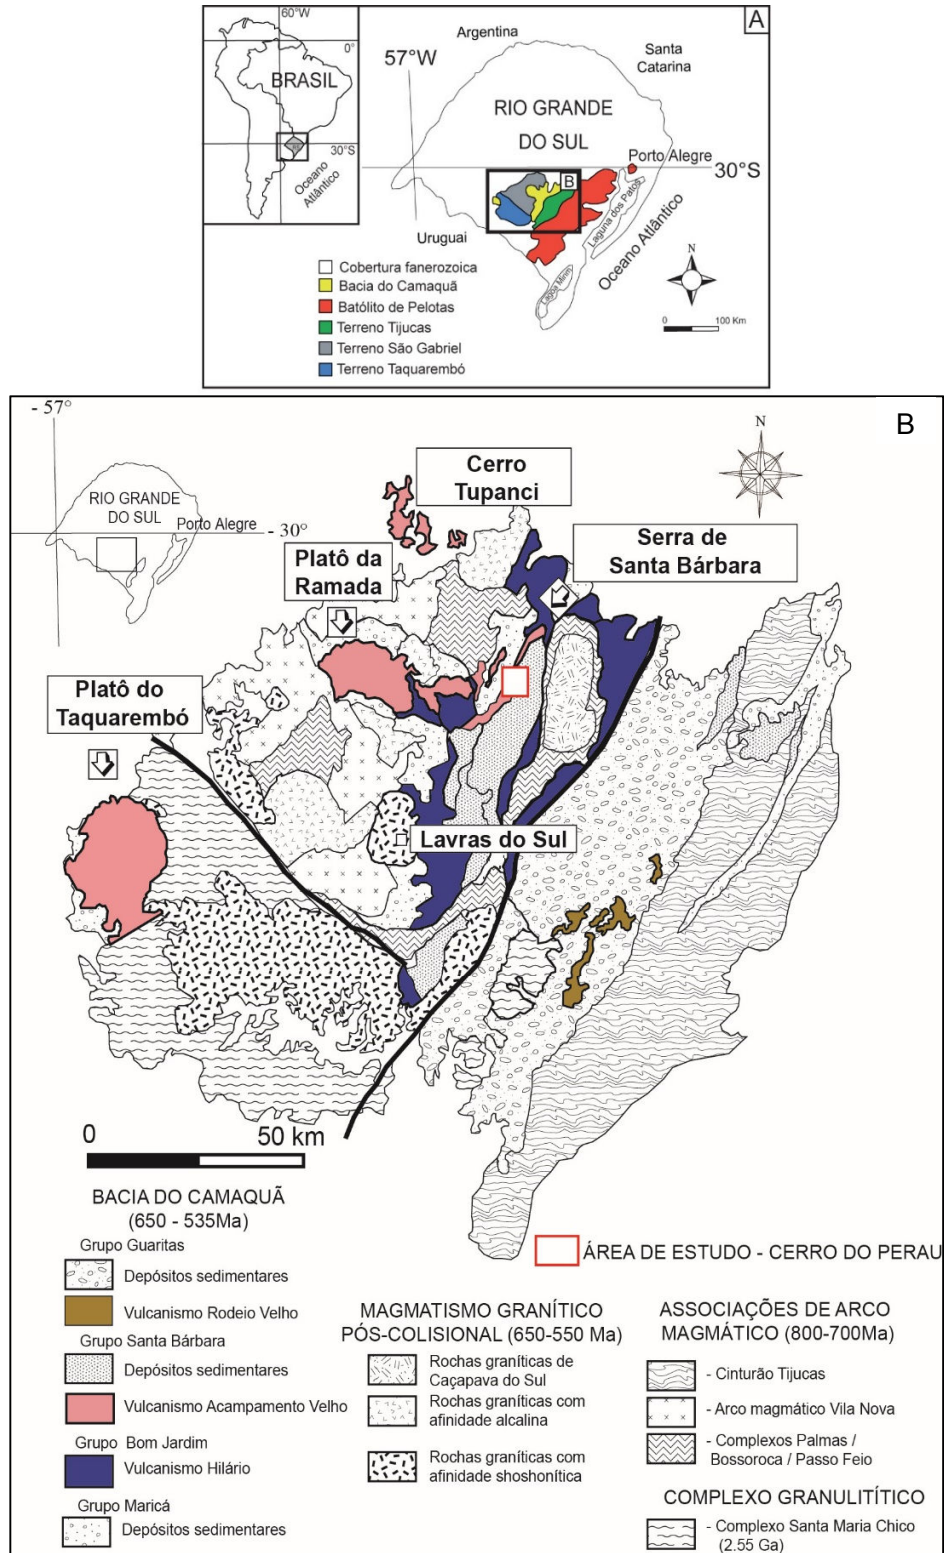 60°W
A
0°
BRASIL
30°S
Oceano
Atlântico
Argentina
Santa
Catarina
57°W
RIO GRANDE
DO SUL
Porto Alegre
30°S
B
Laguna dos Patos
Oceano Atlântico
Uruguai
Lagoa Mirim
N
Cobertura fanerozoica
Bacia do Camaquã
Batólito de Pelotas
Terreno Tijucas
Terreno São Gabriel
Terreno Taquarembó
0 100 Km
- 57°
B
N
RIO GRANDE
DO SUL
Porto Alegre
- 30°
Cerro
Tupanci
Serra de
Santa Bárbara
Platô da
Ramada
Platô do
Taquarembó
Lavras do Sul
0 50 km
BACIA DO CAMAQUÃ
(650 - 535Ma)
Grupo Guaritas
Depósitos sedimentares
Vulcanismo Rodeio Velho
Grupo Santa Bárbara
Depósitos sedimentares
Vulcanismo Acampamento Velho
Grupo Bom Jardim
Vulcanismo Hilário
Grupo Maricá
Depósitos sedimentares
ÁREA DE ESTUDO - CERRO DO PERAU
MAGMATISMO GRANÍTICO
PÓS-COLISIONAL (650-550 Ma)
Rochas graníticas de
Caçapava do Sul
Rochas graníticas com
afinidade alcalina
Rochas graníticas com
afinidade shoshonítica
ASSOCIAÇÕES DE ARCO
MAGMÁTICO (800-700Ma)
- Cinturão Tijucas
- Arco magmático Vila Nova
- Complexos Palmas /
Bossoroca / Passo Feio
COMPLEXO GRANULITÍTICO
- Complexo Santa Maria Chico
(2.55 Ga)